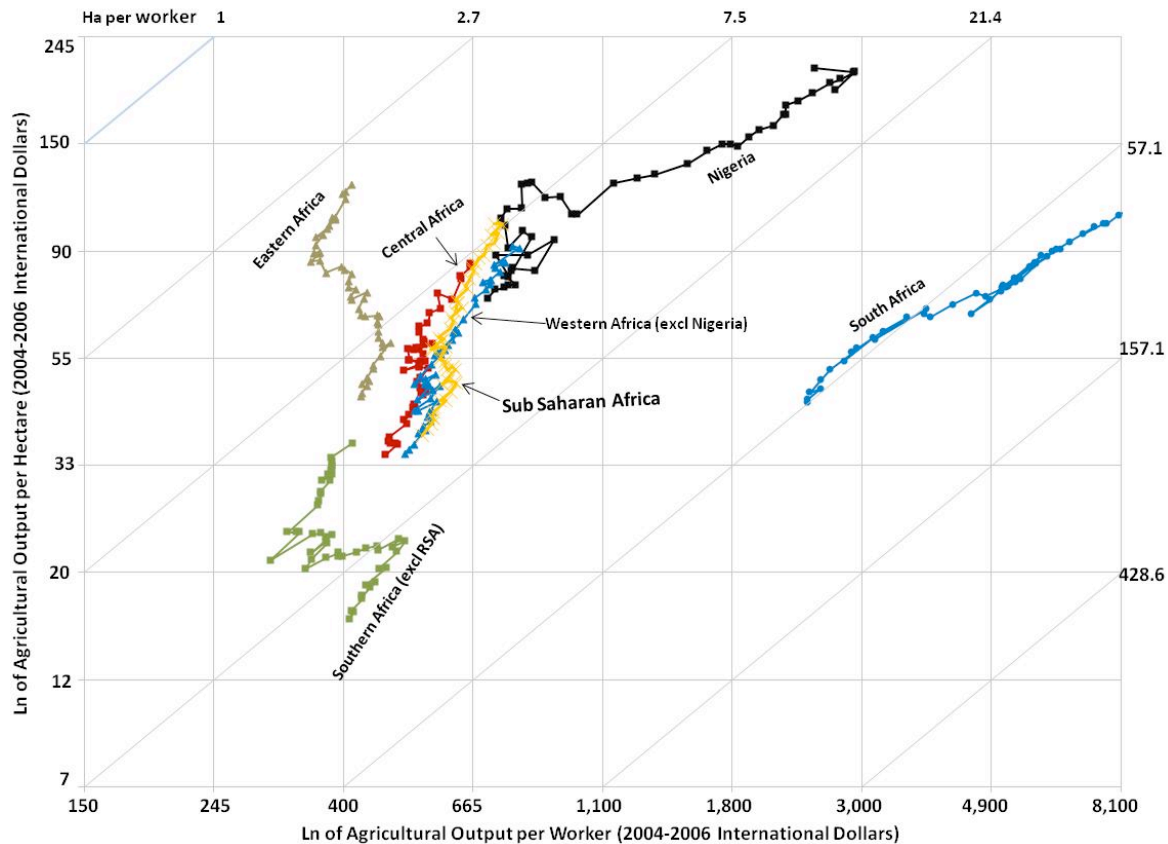 Ha per worker 1 2.7 7.5 21.4
245
150
90
55
33
20
12
7
Ln of Agricultural Output per Hectare (2004-2006 International Dollars)
57.1
157.1
428.6
Nigeria
Eastern Africa
Central Africa
South Africa
Western Africa (excl Nigeria)
Sub Saharan Africa
Southern Africa (excl RSA)
150 245 400 665 1,100 1,800 3,000 4,900 8,100
Ln of Agricultural Output per Worker (2004-2006 International Dollars)